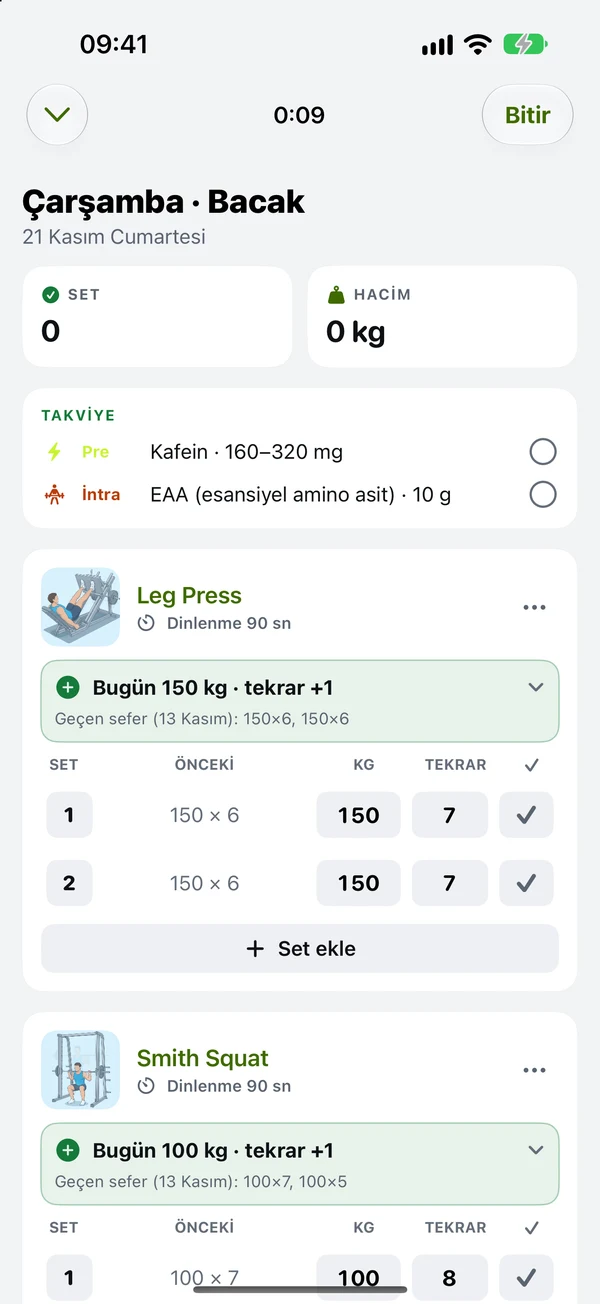 09:41
0:09
Bitir
Çarşamba · Bacak
21 Kasım Cumartesi
SET
0
HACİM
0 kg
TAKVİYE
Pre Kafein · 160–320 mg
İntra EAA (esansiyel amino asit) · 10 g
Leg Press
Dinlenme 90 sn
Bugün 150 kg · tekrar +1
Geçen sefer (13 Kasım): 150×6, 150×6
SET ÖNCEKİ KG TEKRAR
1 150 × 6 150 7
2 150 × 6 150 7
+ Set ekle
Smith Squat
Dinlenme 90 sn
Bugün 100 kg · tekrar +1
Geçen sefer (13 Kasım): 100×7, 100×5
SET ÖNCEKİ KG TEKRAR
1 100 × 7 100 8